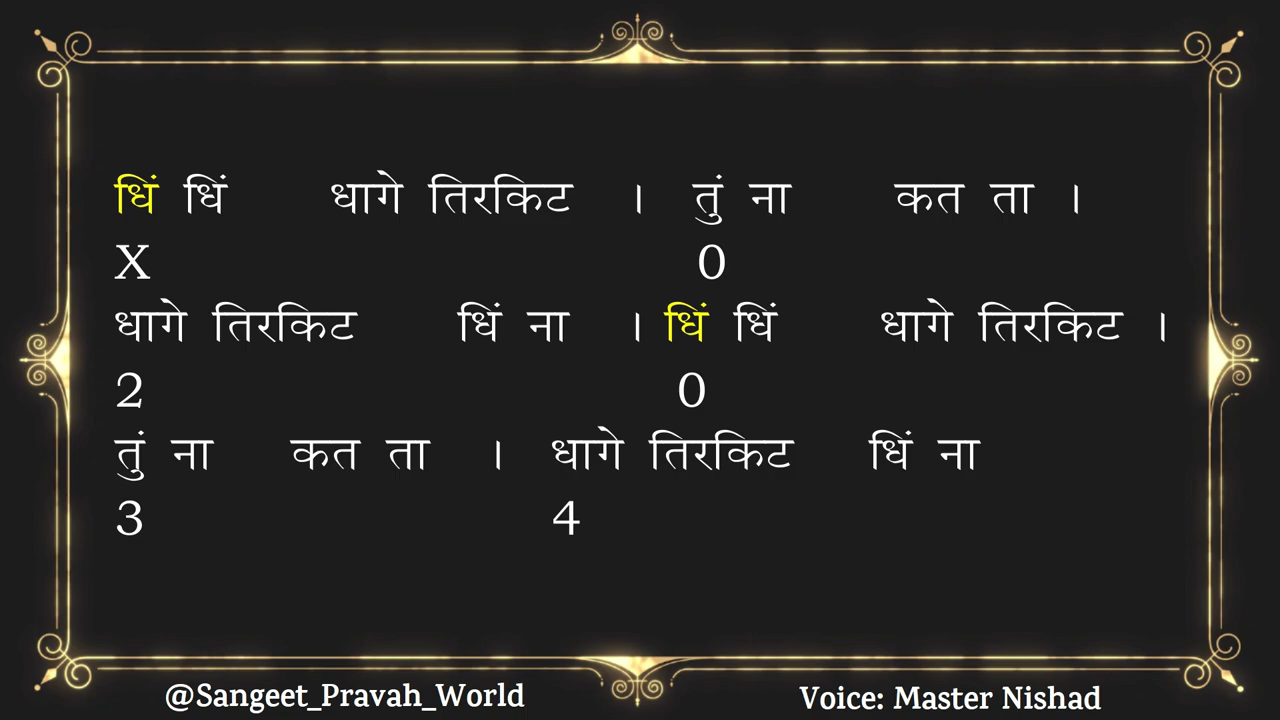 धिं धिं धागे तिरकिट । तुं ना कत ता ।
X 0
धागे तिरकिट धिं ना । धिं धिं धागे तिरकिट ।
2 0
तुं ना कत ता । धागे तिरकिट धिं ना
3 4
@Sangeet_Pravah_World Voice: Master Nishad